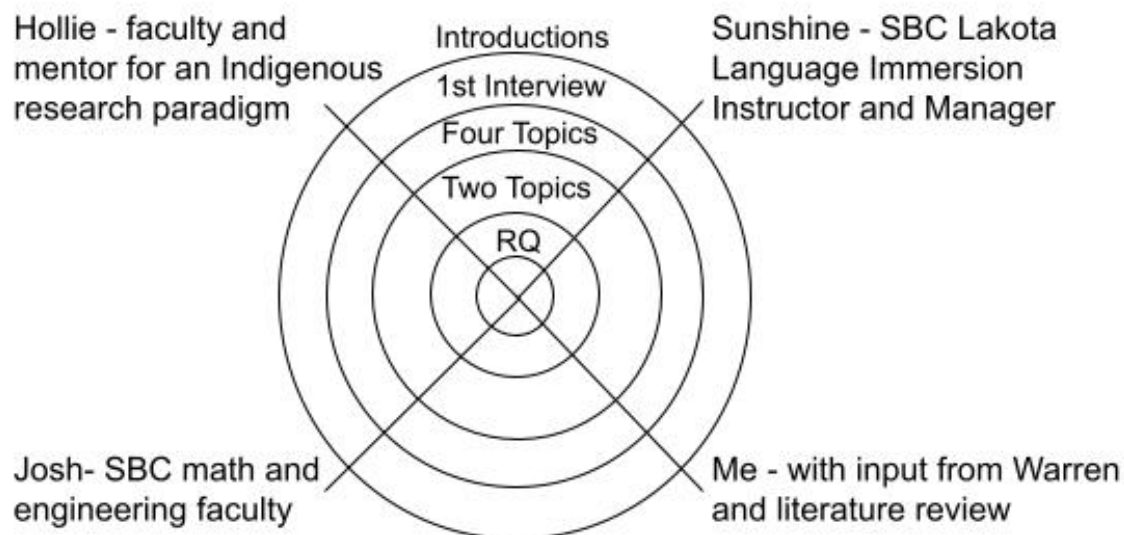 Hollie - faculty and
mentor for an Indigenous
research paradigm
Introductions
1st Interview
Four Topics
Two Topics
RQ
Sunshine - SBC Lakota
Language Immersion
Instructor and Manager
Josh- SBC math and
engineering faculty
Me - with input from Warren
and literature review